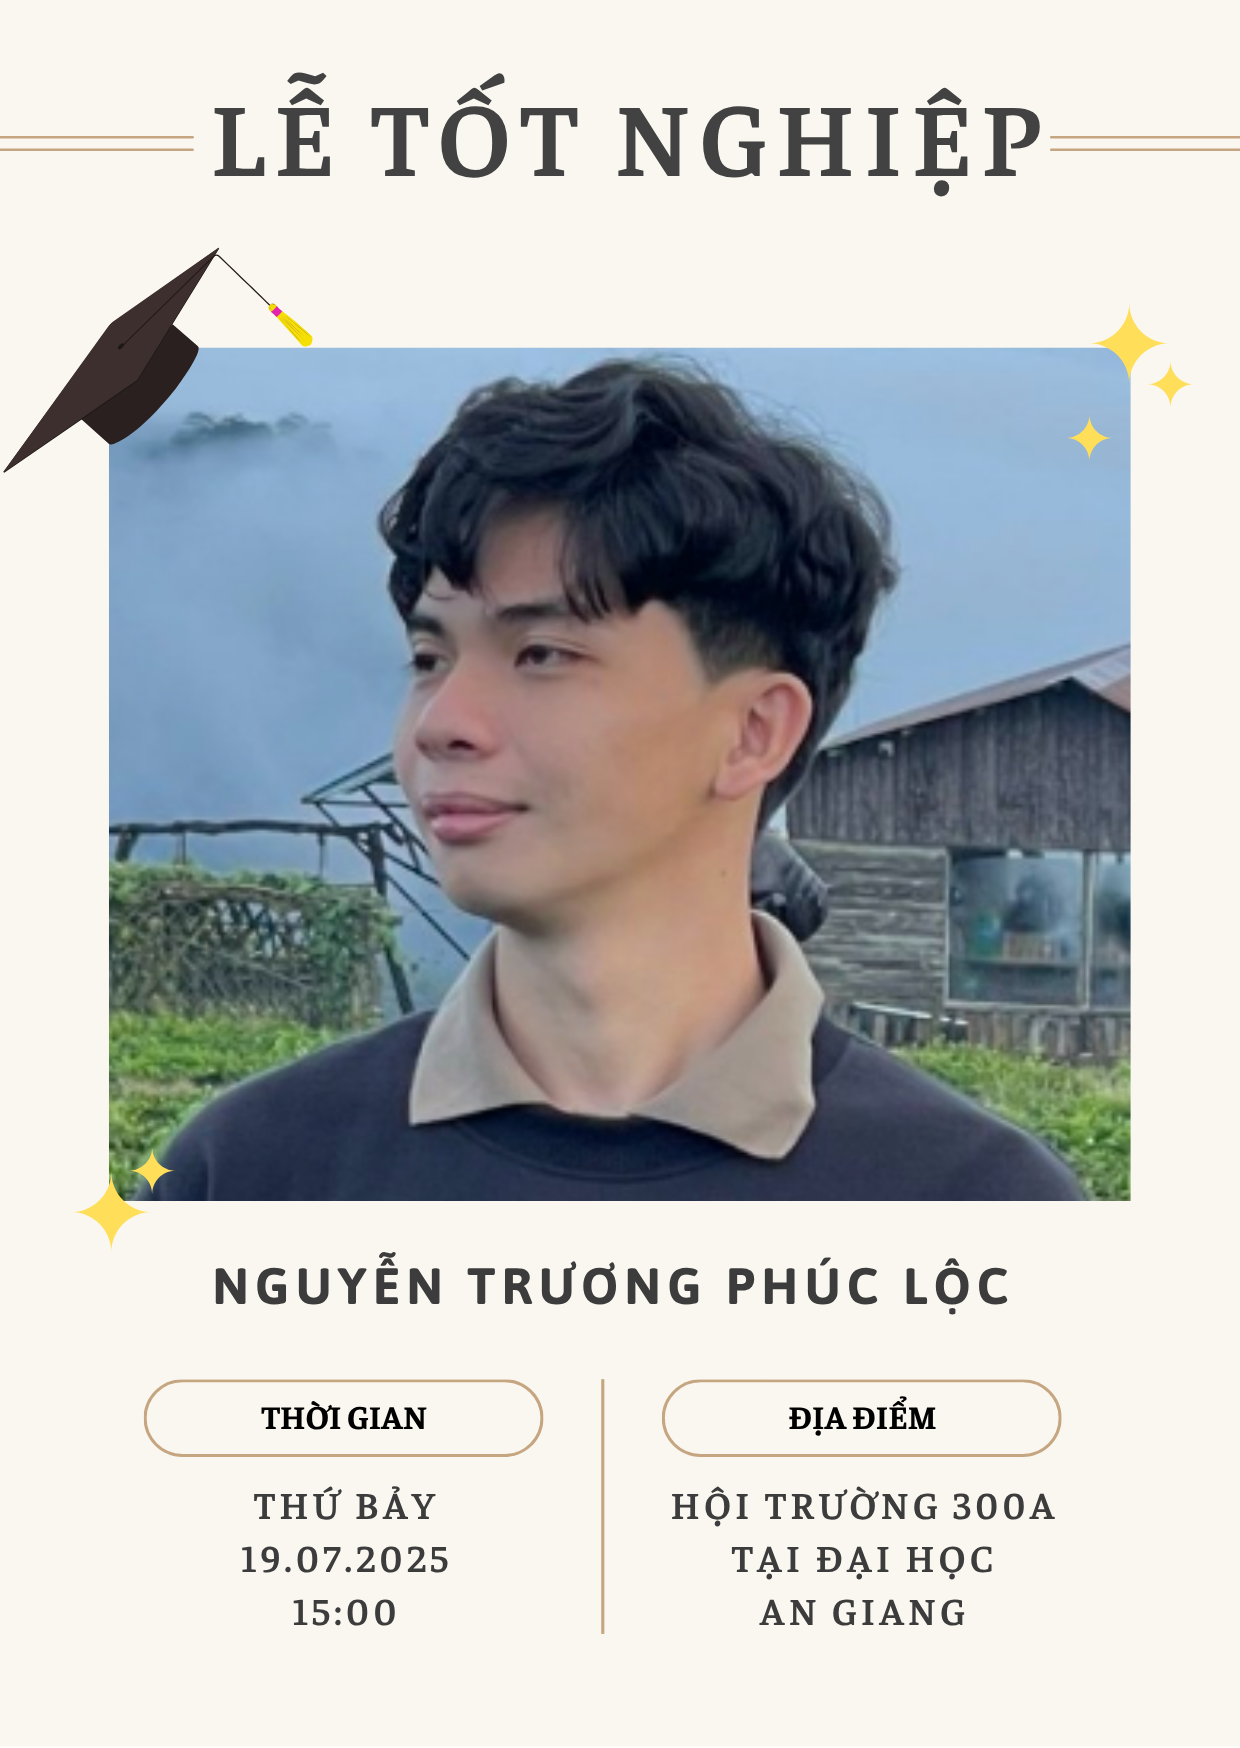 LỄ TỐT NGHIỆP
NGUYỄN TRƯƠNG PHÚC LỘC
THỜI GIAN
THỨ BẢY
19.07.2025
15:00
ĐỊA ĐIỂM
HỘI TRƯỜNG 300A
TẠI ĐẠI HỌC
AN GIANG